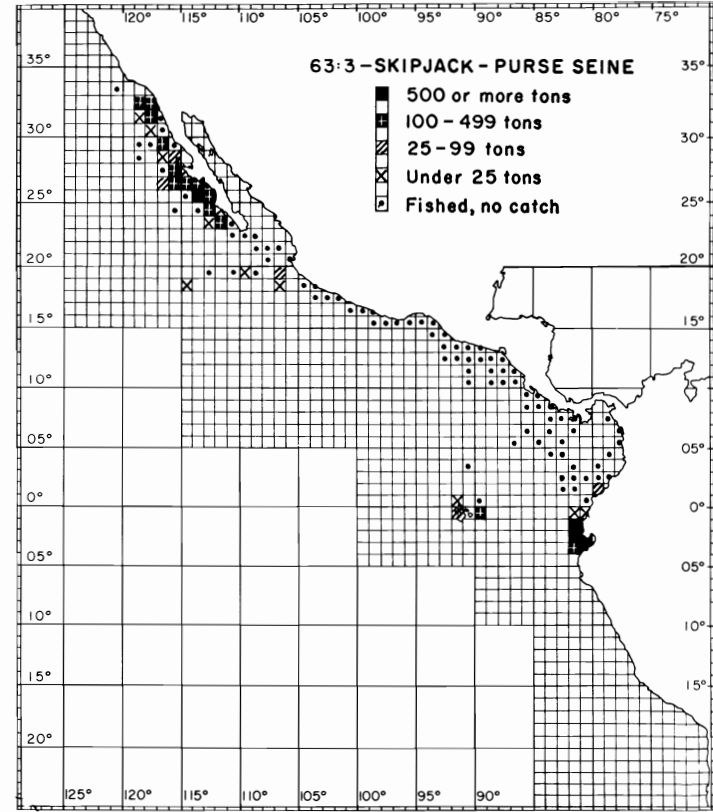 120° 115° 110° 105° 100° 95° 90° 85° 80° 75°
63:3-SKIPJACK-PURSE SEINE
500 or more tons
100-499 tons
25-99 tons
Under 25 tons
Fished, no catch
35° 35°
30° 30°
25° 25°
20° 20°
15° 15°
10° 10°
05° 05°
0° 0°
05° 05°
10° 10°
15° 15°
20°
125° 120° 115° 110° 105° 100° 95° 90°